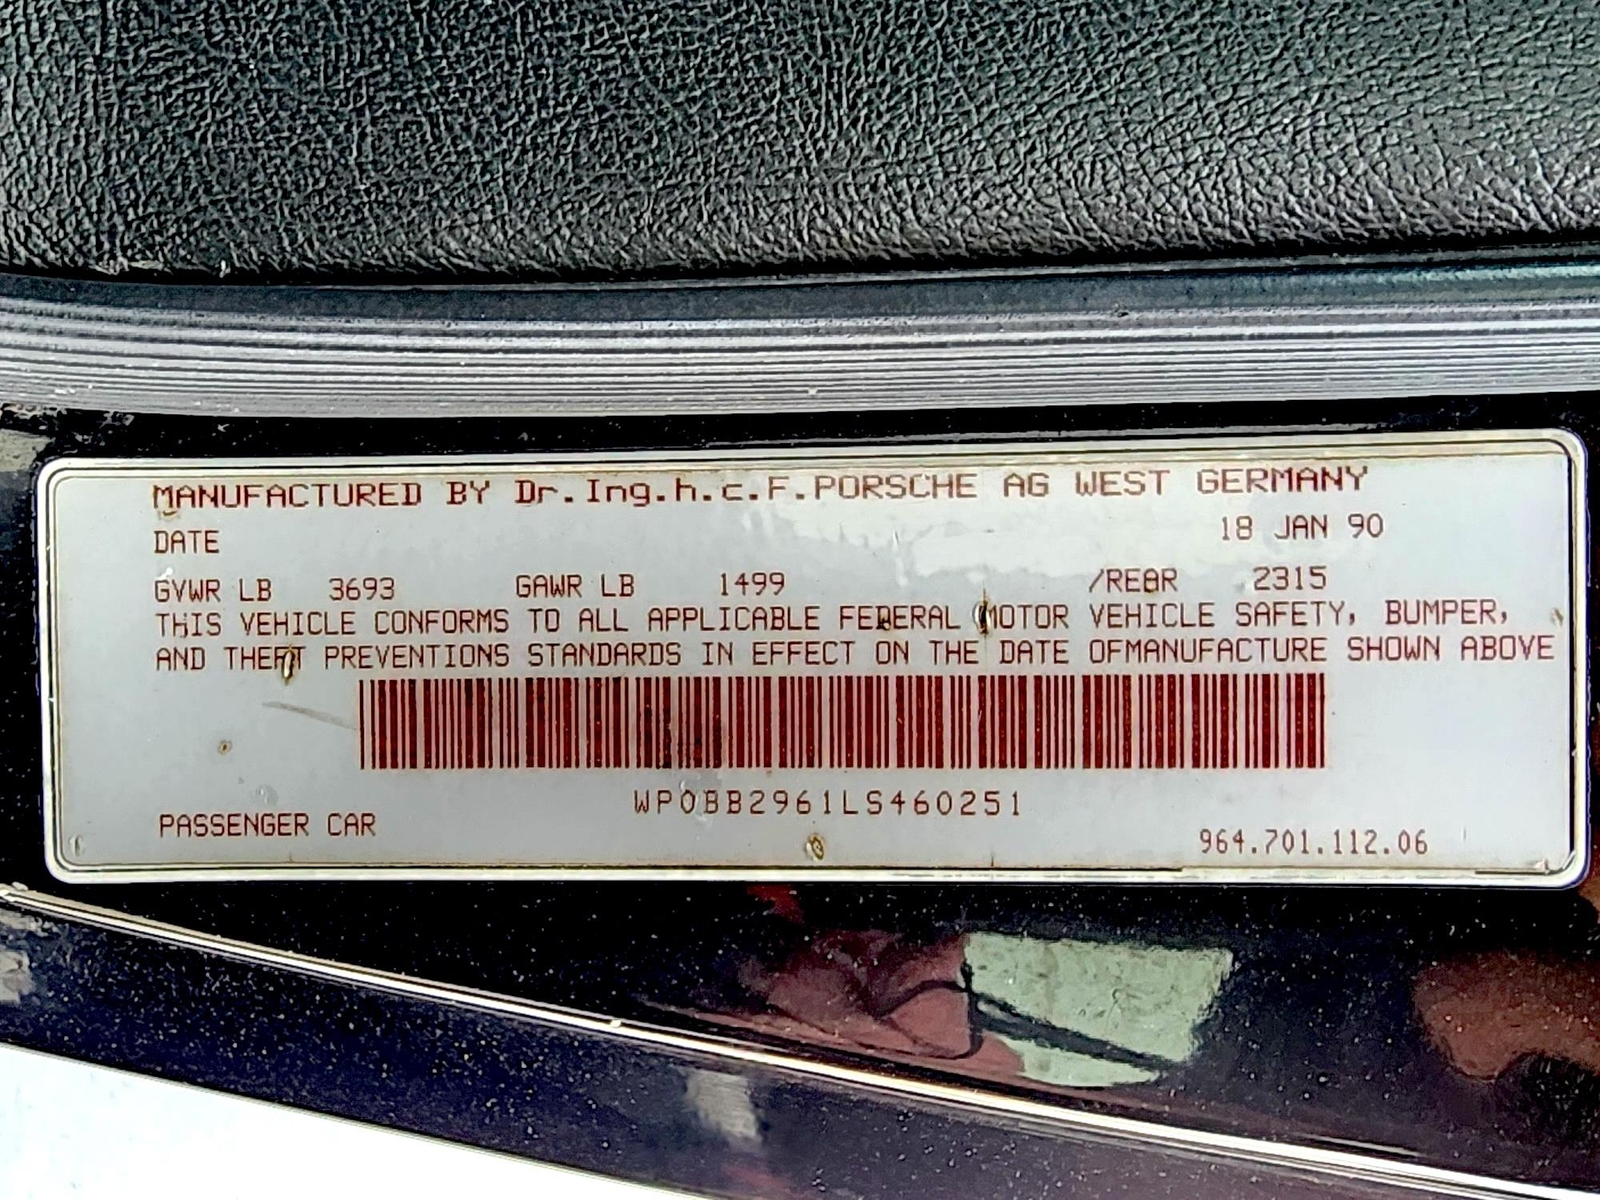 MANUFACTURED BY Dr.Ing.h.c.F.PORSCHE AG WEST GERMANY
DATE 18 JAN 90
GVWR LB 3693 GAWR LB 1499 /REAR 2315
THIS VEHICLE CONFORMS TO ALL APPLICABLE FEDERAL MOTOR VEHICLE SAFETY, BUMPER,
AND THEFT PREVENTIONS STANDARDS IN EFFECT ON THE DATE OFMANUFACTURE SHOWN ABOVE
WP0BB2961LS460251
PASSENGER CAR 964.701.112.06